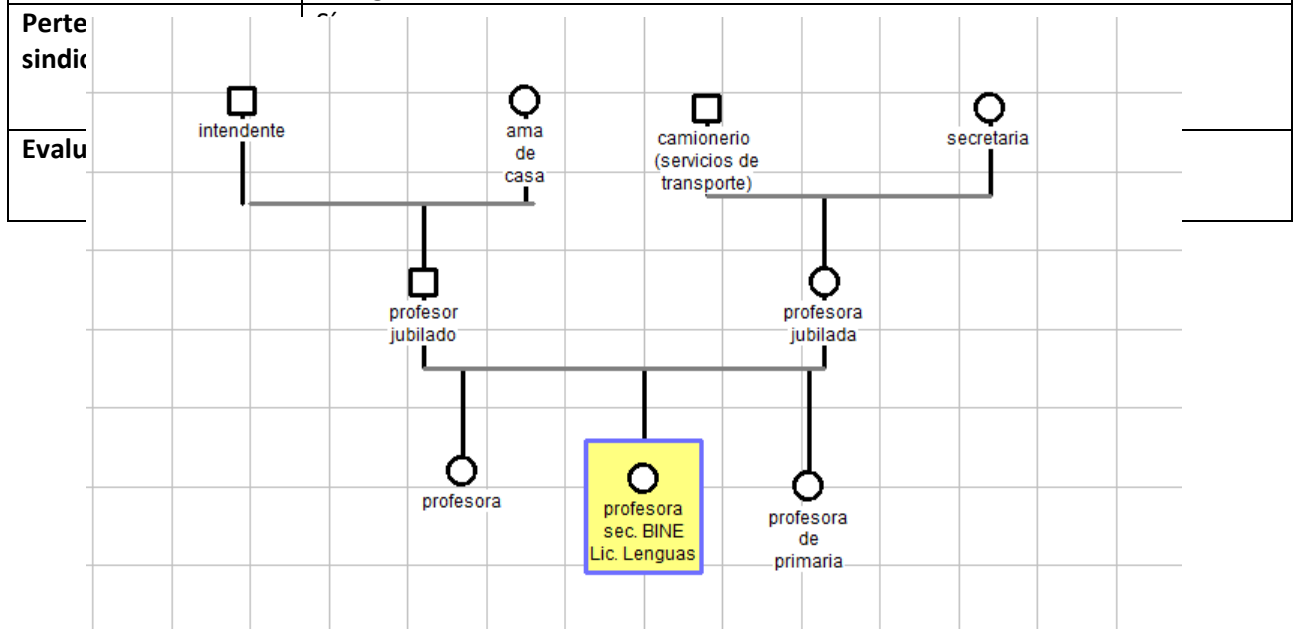 Perte
sindic
Evalu
intendente
ama
de
casa
camionerio
(servicios de
transporte)
secretaria
profesor
jubilado
profesora
jubilada
profesora
profesora
sec. BINE
Lic. Lenguas
profesora
de
primaria